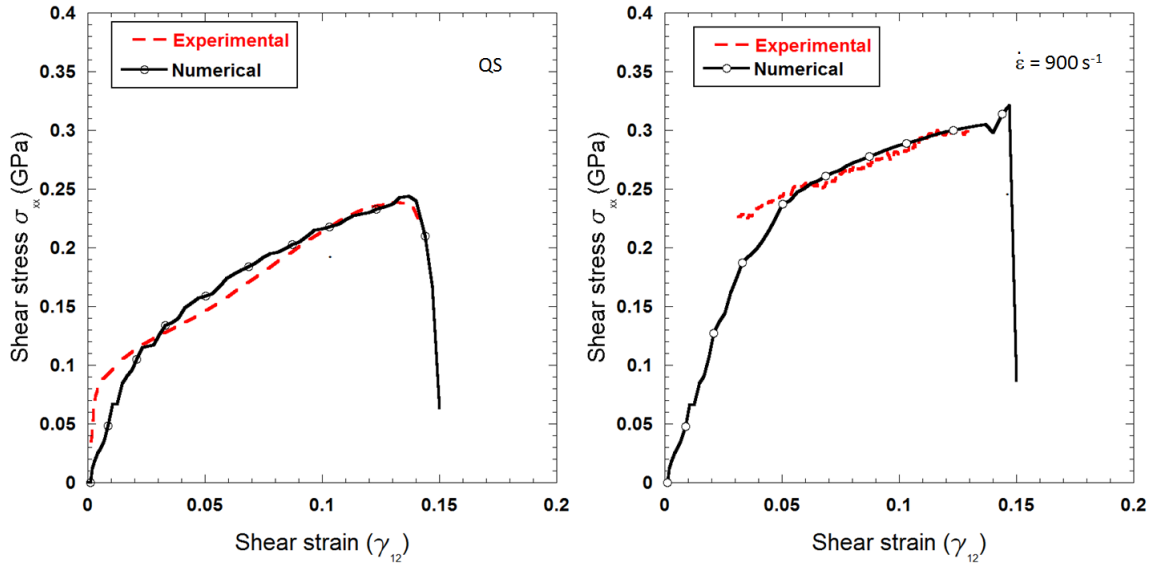 0.4
0.35
0.3
0.25
0.2
0.15
0.1
0.05
0
Shear stress σxx (GPa)
Experimental
Numerical
QS
0 0.05 0.1 0.15 0.2
Shear strain (γ12)
0.4
0.35
0.3
0.25
0.2
0.15
0.1
0.05
0
Shear stress σxx (GPa)
Experimental
Numerical
ε̇ = 900 s-1
0 0.05 0.1 0.15 0.2
Shear strain (γ12)